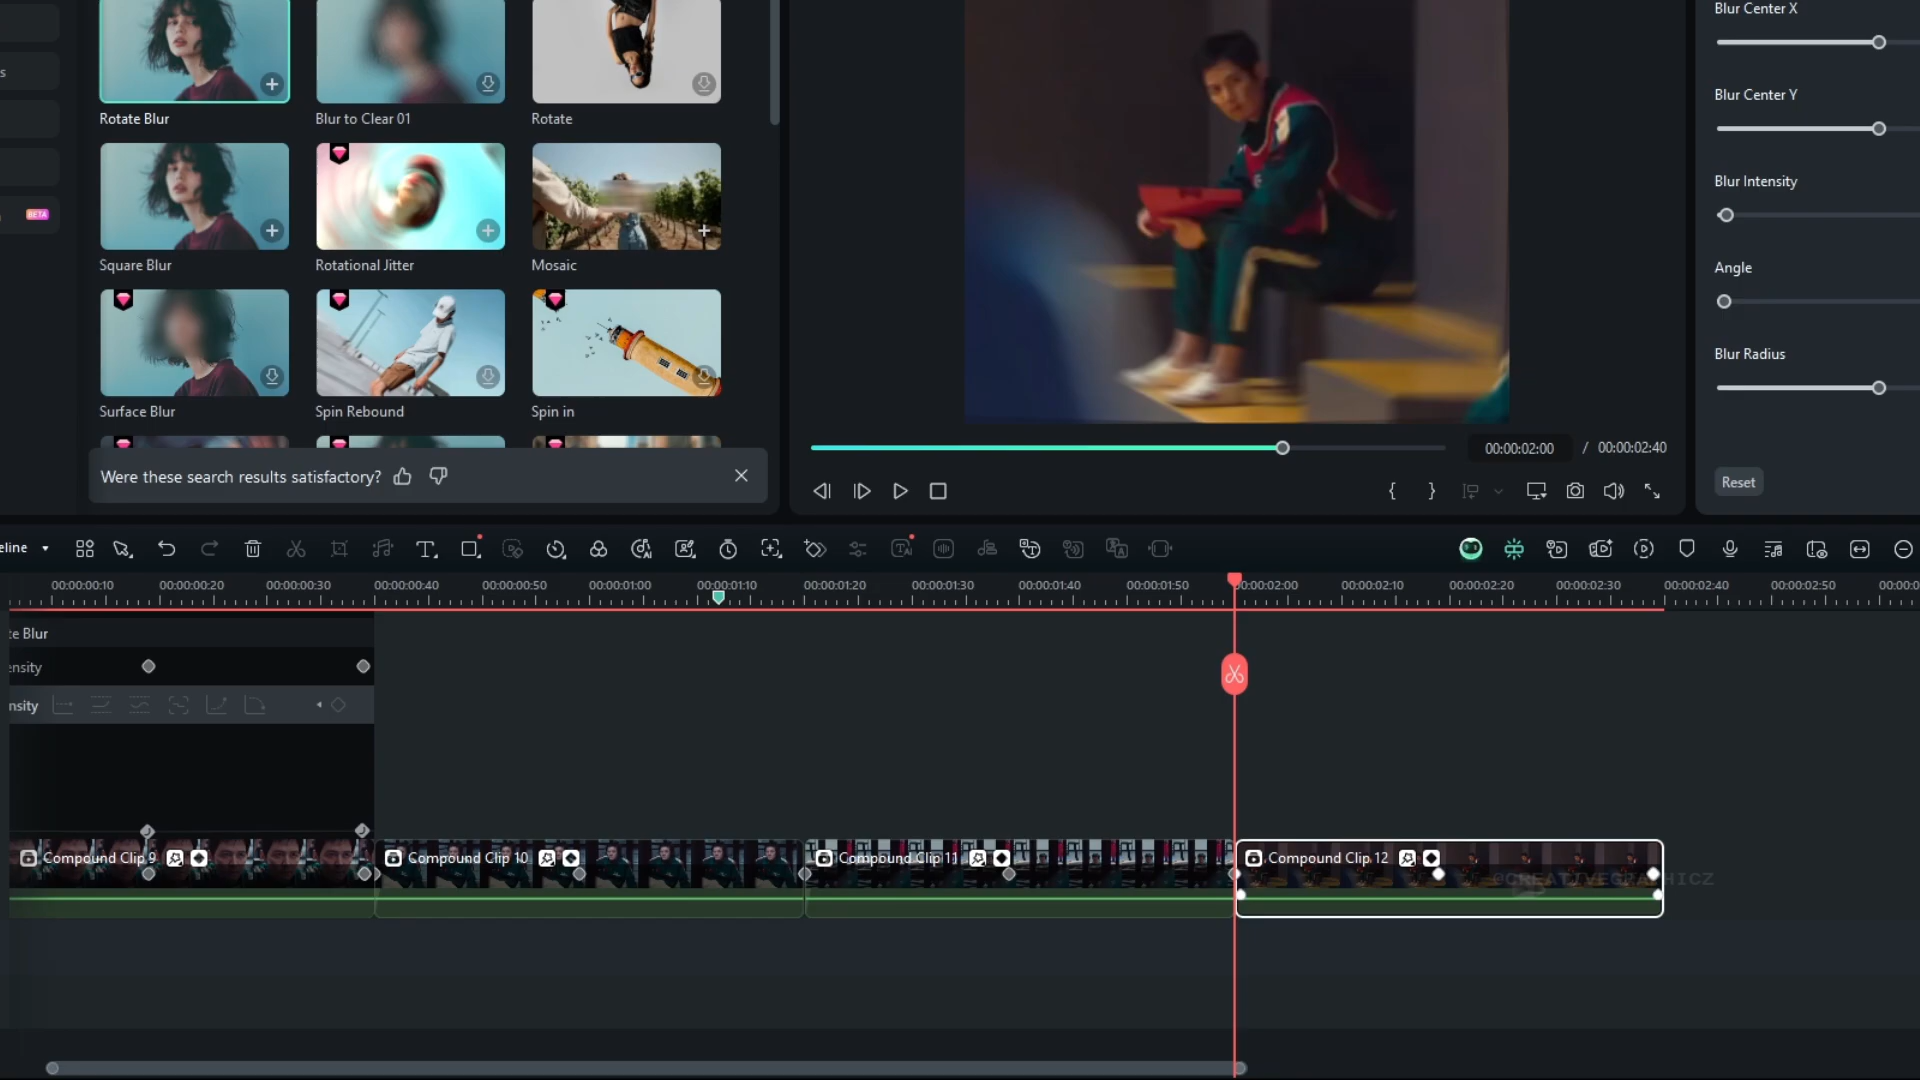 s
BETA
Rotate Blur
Blur to Clear 01
Rotate
Square Blur
Rotational Jitter
Mosaic
Surface Blur
Spin Rebound
Spin in
Were these search results satisfactory?
00:00:02:00 / 00:00:02:40
Blur Center X
Blur Center Y
Blur Intensity
Angle
Blur Radius
Reset
eline
00:00:00:10
00:00:00:20
00:00:00:30
00:00:00:40
00:00:00:50
00:00:01:00
00:00:01:10
00:00:01:20
00:00:01:30
00:00:01:40
00:00:01:50
00:00:02:00
00:00:02:10
00:00:02:20
00:00:02:30
00:00:02:40
00:00:02:50
00:00:0
te Blur
ensity
nsity
Compound Clip 9
Compound Clip 10
Compound Clip 11
Compound Clip 12
@CREATIVEGRAPHICZ